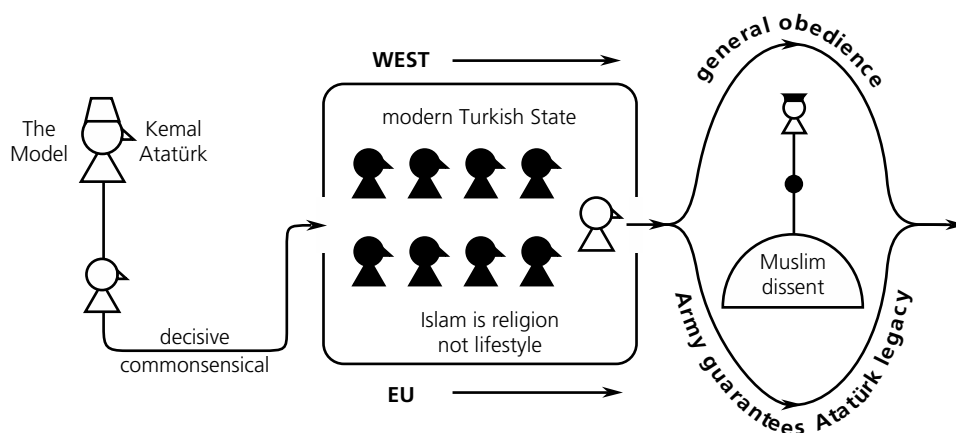 The
Model
Kemal
Atatürk
decisive
commonsensical
WEST
modern Turkish State
Islam is religion
not lifestyle
EU
general obedience
Muslim
dissent
Army guarantees Atatürk legacy